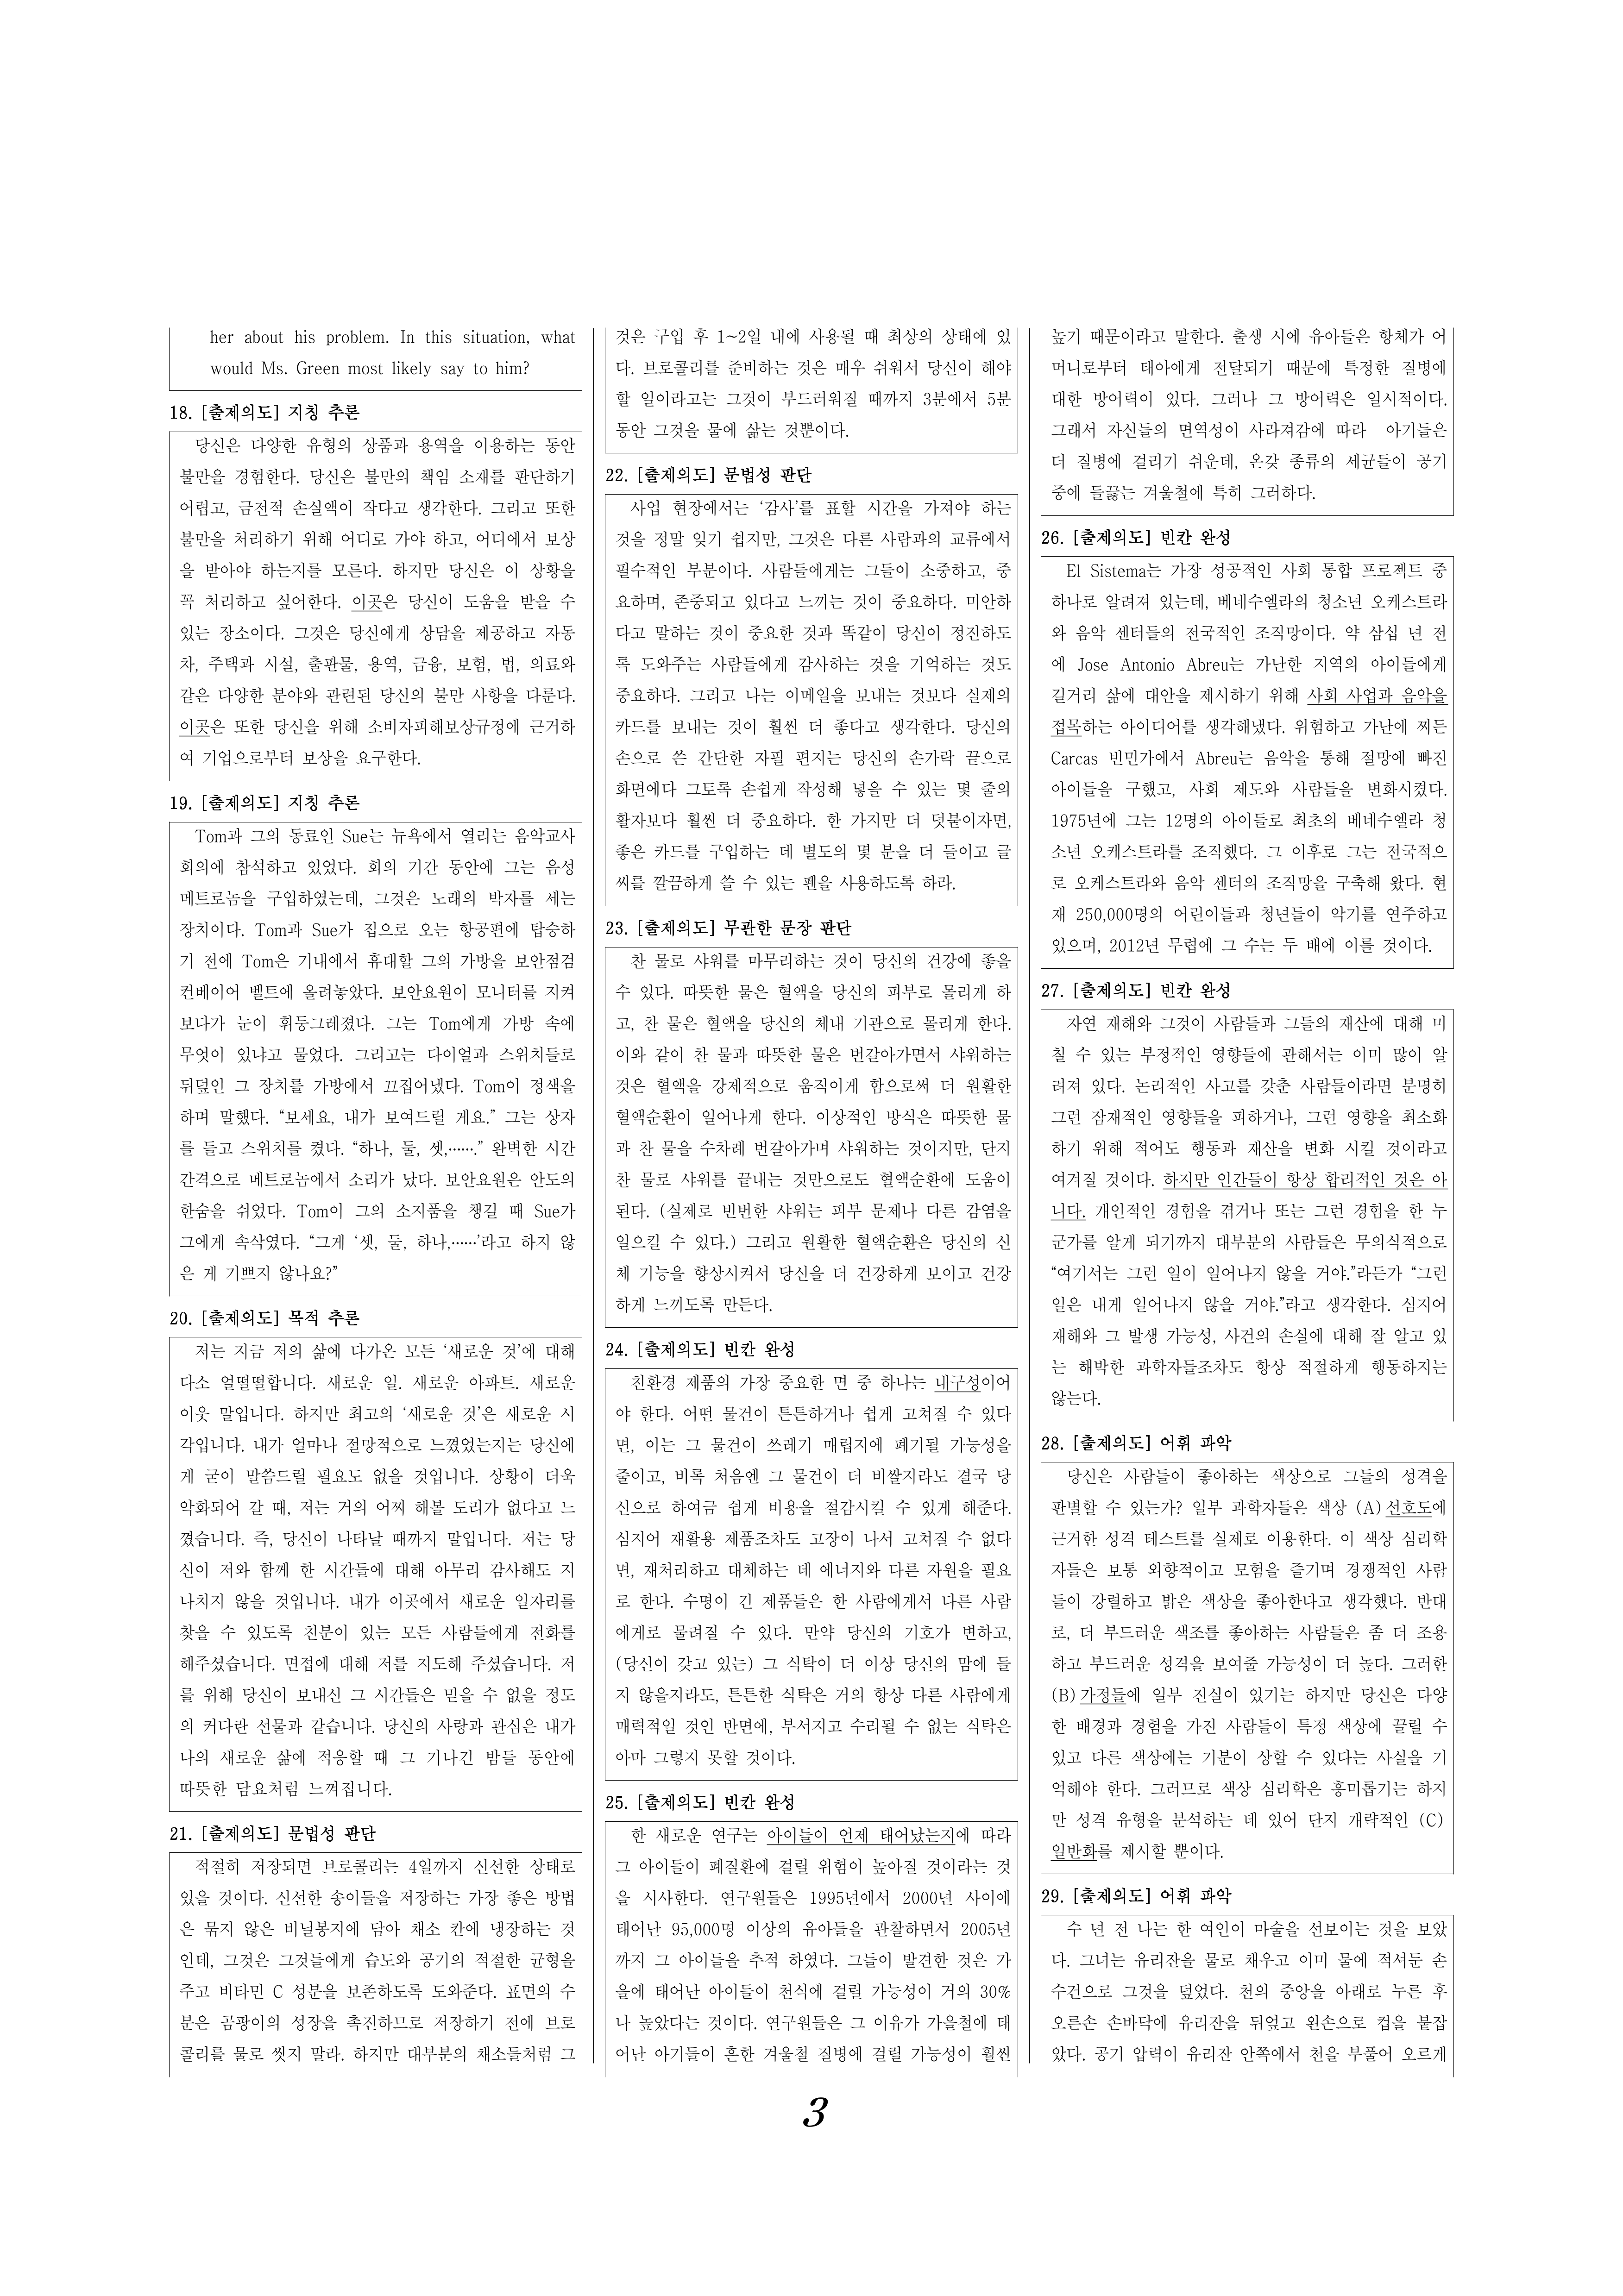 her about his problem. In this situation, what
would Ms. Green most likely say to him?
18. [출제의도] 지칭 추론
당신은 다양한 유형의 상품과 용역을 이용하는 동안
불만을 경험한다. 당신은 불만의 책임 소재를 판단하기
어렵고, 금전적 손실액이 작다고 생각한다. 그리고 또한
불만을 처리하기 위해 어디로 가야 하고, 어디에서 보상
을 받아야 하는지를 모른다. 하지만 당신은 이 상황을
꼭 처리하고 싶어한다. 이곳은 당신이 도움을 받을 수
있는 장소이다. 그것은 당신에게 상담을 제공하고 자동
차, 주택과 시설, 출판물, 용역, 금융, 보험, 법, 의료와
같은 다양한 분야와 관련된 당신의 불만 사항을 다룬다.
이곳은 또한 당신을 위해 소비자피해보상규정에 근거하
여 기업으로부터 보상을 요구한다.
19. [출제의도] 지칭 추론
Tom과 그의 동료인 Sue는 뉴욕에서 열리는 음악교사
회의에 참석하고 있었다. 회의 기간 동안에 그는 음성
메트로놈을 구입하였는데, 그것은 노래의 박자를 세는
장치이다. Tom과 Sue가 집으로 오는 항공편에 탑승하
기 전에 Tom은 기내에서 휴대할 그의 가방을 보안점검
컨베이어 벨트에 올려놓았다. 보안요원이 모니터를 지켜
보다가 눈이 휘둥그레졌다. 그는 Tom에게 가방 속에
무엇이 있냐고 물었다. 그리고는 다이얼과 스위치들로
뒤덮인 그 장치를 가방에서 끄집어냈다. Tom이 정색을
하며 말했다. “보세요, 내가 보여드릴 게요.” 그는 상자
를 들고 스위치를 켰다. “하나, 둘, 셋,…….” 완벽한 시간
간격으로 메트로놈에서 소리가 났다. 보안요원은 안도의
한숨을 쉬었다. Tom이 그의 소지품을 챙길 때 Sue가
그에게 속삭였다. “그게 ‘셋, 둘, 하나,……’라고 하지 않
은 게 기쁘지 않나요?”
20. [출제의도] 목적 추론
저는 지금 저의 삶에 다가온 모든 ‘새로운 것’에 대해
다소 얼떨떨합니다. 새로운 일. 새로운 아파트. 새로운
이웃 말입니다. 하지만 최고의 ‘새로운 것’은 새로운 시
각입니다. 내가 얼마나 절망적으로 느꼈었는지는 당신에
게 굳이 말씀드릴 필요도 없을 것입니다. 상황이 더욱
악화되어 갈 때, 저는 거의 어찌 해볼 도리가 없다고 느
꼈습니다. 즉, 당신이 나타날 때까지 말입니다. 저는 당
신이 저와 함께 한 시간들에 대해 아무리 감사해도 지
나치지 않을 것입니다. 내가 이곳에서 새로운 일자리를
찾을 수 있도록 친분이 있는 모든 사람들에게 전화를
해주셨습니다. 면접에 대해 저를 지도해 주셨습니다. 저
를 위해 당신이 보내신 그 시간들은 믿을 수 없을 정도
의 커다란 선물과 같습니다. 당신의 사랑과 관심은 내가
나의 새로운 삶에 적응할 때 그 기나긴 밤들 동안에
따뜻한 담요처럼 느껴집니다.
21. [출제의도] 문법성 판단
적절히 저장되면 브로콜리는 4일까지 신선한 상태로
있을 것이다. 신선한 송이들을 저장하는 가장 좋은 방법
은 묶지 않은 비닐봉지에 담아 채소 칸에 냉장하는 것
인데, 그것은 그것들에게 습도와 공기의 적절한 균형을
주고 비타민 C 성분을 보존하도록 도와준다. 표면의 수
분은 곰팡이의 성장을 촉진하므로 저장하기 전에 브로
콜리를 물로 씻지 말라. 하지만 대부분의 채소들처럼 그
것은 구입 후 1~2일 내에 사용될 때 최상의 상태에 있
다. 브로콜리를 준비하는 것은 매우 쉬워서 당신이 해야
할 일이라고는 그것이 부드러워질 때까지 3분에서 5분
동안 그것을 물에 삶는 것뿐이다.
22. [출제의도] 문법성 판단
사업 현장에서는 ‘감사’를 표할 시간을 가져야 하는
것을 정말 잊기 쉽지만, 그것은 다른 사람과의 교류에서
필수적인 부분이다. 사람들에게는 그들이 소중하고, 중
요하며, 존중되고 있다고 느끼는 것이 중요하다. 미안하
다고 말하는 것이 중요한 것과 똑같이 당신이 정진하도
록 도와주는 사람들에게 감사하는 것을 기억하는 것도
중요하다. 그리고 나는 이메일을 보내는 것보다 실제의
카드를 보내는 것이 훨씬 더 좋다고 생각한다. 당신의
손으로 쓴 간단한 자필 편지는 당신의 손가락 끝으로
화면에다 그토록 손쉽게 작성해 넣을 수 있는 몇 줄의
활자보다 훨씬 더 중요하다. 한 가지만 더 덧붙이자면,
좋은 카드를 구입하는 데 별도의 몇 분을 더 들이고 글
씨를 깔끔하게 쓸 수 있는 펜을 사용하도록 하라.
23. [출제의도] 무관한 문장 판단
찬 물로 샤워를 마무리하는 것이 당신의 건강에 좋을
수 있다. 따뜻한 물은 혈액을 당신의 피부로 몰리게 하
고, 찬 물은 혈액을 당신의 체내 기관으로 몰리게 한다.
이와 같이 찬 물과 따뜻한 물은 번갈아가면서 샤워하는
것은 혈액을 강제적으로 움직이게 함으로써 더 원활한
혈액순환이 일어나게 한다. 이상적인 방식은 따뜻한 물
과 찬 물을 수차례 번갈아가며 샤워하는 것이지만, 단지
찬 물로 샤워를 끝내는 것만으로도 혈액순환에 도움이
된다. (실제로 빈번한 샤워는 피부 문제나 다른 감염을
일으킬 수 있다.) 그리고 원활한 혈액순환은 당신의 신
체 기능을 향상시켜서 당신을 더 건강하게 보이고 건강
하게 느끼도록 만든다.
24. [출제의도] 빈칸 완성
친환경 제품의 가장 중요한 면 중 하나는 내구성이어
야 한다. 어떤 물건이 튼튼하거나 쉽게 고쳐질 수 있다
면, 이는 그 물건이 쓰레기 매립지에 폐기될 가능성을
줄이고, 비록 처음엔 그 물건이 더 비쌀지라도 결국 당
신으로 하여금 쉽게 비용을 절감시킬 수 있게 해준다.
심지어 재활용 제품조차도 고장이 나서 고쳐질 수 없다
면, 재처리하고 대체하는 데 에너지와 다른 자원을 필요
로 한다. 수명이 긴 제품들은 한 사람에게서 다른 사람
에게로 물려질 수 있다. 만약 당신의 기호가 변하고,
(당신이 갖고 있는) 그 식탁이 더 이상 당신의 맘에 들
지 않을지라도, 튼튼한 식탁은 거의 항상 다른 사람에게
매력적일 것인 반면에, 부서지고 수리될 수 없는 식탁은
아마 그렇지 못할 것이다.
25. [출제의도] 빈칸 완성
한 새로운 연구는 아이들이 언제 태어났는지에 따라
그 아이들이 폐질환에 걸릴 위험이 높아질 것이라는 것
을 시사한다. 연구원들은 1995년에서 2000년 사이에
태어난 95,000명 이상의 유아들을 관찰하면서 2005년
까지 그 아이들을 추적 하였다. 그들이 발견한 것은 가
을에 태어난 아이들이 천식에 걸릴 가능성이 거의 30%
나 높았다는 것이다. 연구원들은 그 이유가 가을철에 태
어난 아기들이 흔한 겨울철 질병에 걸릴 가능성이 훨씬
높기 때문이라고 말한다. 출생 시에 유아들은 항체가 어
머니로부터 태아에게 전달되기 때문에 특정한 질병에
대한 방어력이 있다. 그러나 그 방어력은 일시적이다.
그래서 자신들의 면역성이 사라져감에 따라 아기들은
더 질병에 걸리기 쉬운데, 온갖 종류의 세균들이 공기
중에 들끓는 겨울철에 특히 그러하다.
26. [출제의도] 빈칸 완성
El Sistema는 가장 성공적인 사회 통합 프로젝트 중
하나로 알려져 있는데, 베네수엘라의 청소년 오케스트라
와 음악 센터들의 전국적인 조직망이다. 약 삼십 년 전
에 Jose Antonio Abreu는 가난한 지역의 아이들에게
길거리 삶에 대안을 제시하기 위해 사회 사업과 음악을
접목하는 아이디어를 생각해냈다. 위험하고 가난에 찌든
Carcas 빈민가에서 Abreu는 음악을 통해 절망에 빠진
아이들을 구했고, 사회 제도와 사람들을 변화시켰다.
1975년에 그는 12명의 아이들로 최초의 베네수엘라 청
소년 오케스트라를 조직했다. 그 이후로 그는 전국적으
로 오케스트라와 음악 센터의 조직망을 구축해 왔다. 현
재 250,000명의 어린이들과 청년들이 악기를 연주하고
있으며, 2012년 무렵에 그 수는 두 배에 이를 것이다.
27. [출제의도] 빈칸 완성
자연 재해와 그것이 사람들과 그들의 재산에 대해 미
칠 수 있는 부정적인 영향들에 관해서는 이미 많이 알
려져 있다. 논리적인 사고를 갖춘 사람들이라면 분명히
그런 잠재적인 영향들을 피하거나, 그런 영향을 최소화
하기 위해 적어도 행동과 재산을 변화 시킬 것이라고
여겨질 것이다. 하지만 인간들이 항상 합리적인 것은 아
니다. 개인적인 경험을 겪거나 또는 그런 경험을 한 누
군가를 알게 되기까지 대부분의 사람들은 무의식적으로
“여기서는 그런 일이 일어나지 않을 거야.”라든가 “그런
일은 내게 일어나지 않을 거야.”라고 생각한다. 심지어
재해와 그 발생 가능성, 사건의 손실에 대해 잘 알고 있
는 해박한 과학자들조차도 항상 적절하게 행동하지는
않는다.
28. [출제의도] 어휘 파악
당신은 사람들이 좋아하는 색상으로 그들의 성격을
판별할 수 있는가? 일부 과학자들은 색상 (A) 선호도에
근거한 성격 테스트를 실제로 이용한다. 이 색상 심리학
자들은 보통 외향적이고 모험을 즐기며 경쟁적인 사람
들이 강렬하고 밝은 색상을 좋아한다고 생각했다. 반대
로, 더 부드러운 색조를 좋아하는 사람들은 좀 더 조용
하고 부드러운 성격을 보여줄 가능성이 더 높다. 그러한
(B) 가정들에 일부 진실이 있기는 하지만 당신은 다양
한 배경과 경험을 가진 사람들이 특정 색상에 끌릴 수
있고 다른 색상에는 기분이 상할 수 있다는 사실을 기
억해야 한다. 그러므로 색상 심리학은 흥미롭기는 하지
만 성격 유형을 분석하는 데 있어 단지 개략적인 (C)
일반화를 제시할 뿐이다.
29. [출제의도] 어휘 파악
수 년 전 나는 한 여인이 마술을 선보이는 것을 보았
다. 그녀는 유리잔을 물로 채우고 이미 물에 적셔둔 손
수건으로 그것을 덮었다. 천의 중앙을 아래로 누른 후
오른손 손바닥에 유리잔을 뒤엎고 왼손으로 컵을 붙잡
았다. 공기 압력이 유리잔 안쪽에서 천을 부풀어 오르게
3